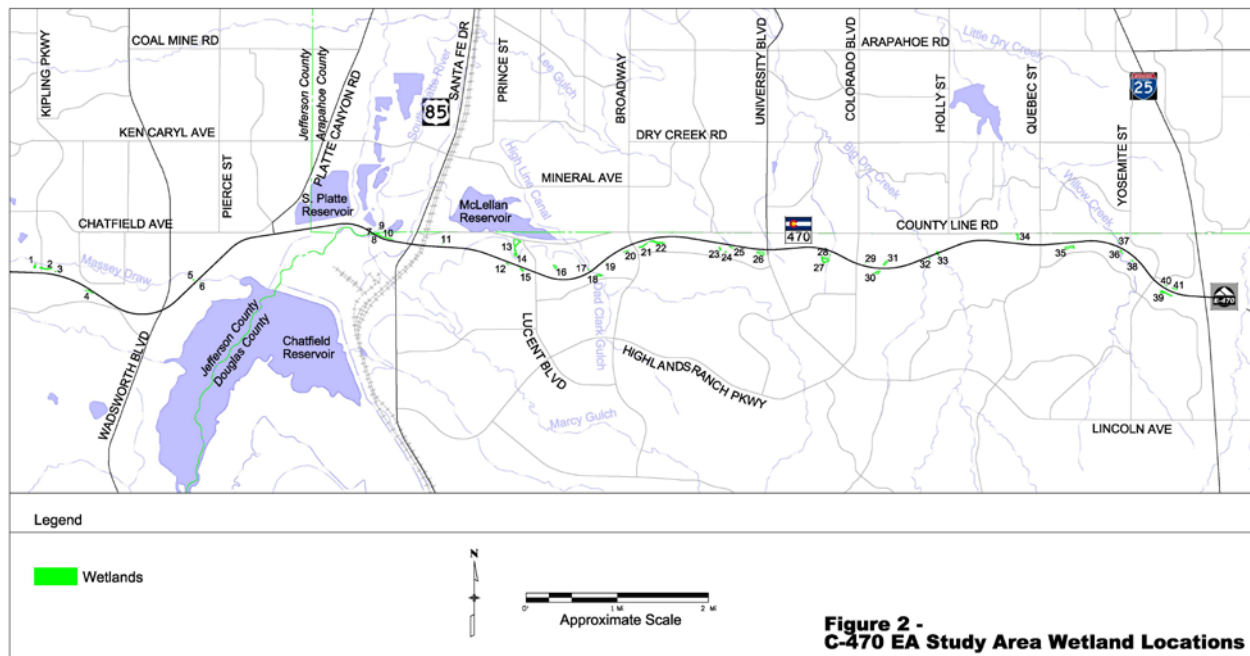 COAL MINE RD
KIPLING PKWY
Jefferson County
Arapahoe County
PLATTE CANYON RD
South Platte River
85
SANTA FE DR
PRINCE ST
Lee Gulch
BROADWAY
UNIVERSITY BLVD
COLORADO BLVD
ARAPAHOE RD
Little Dry Creek
HOLLY ST
QUEBEC ST
25
YOSEMITE ST
KEN CARYL AVE
PIERCE ST
DRY CREEK RD
High Line Canal
MINERAL AVE
Big Dry Creek
Willow Creek
S. Platte
Reservoir
McLellan
Reservoir
CHATFIELD AVE
470
COUNTY LINE RD
1
2
3
Massey Draw
4
5
6
7
8
9
10
11
12
13
14
15
16
17
18
19
20
21
22
23
24
25
26
27
28
29
30
31
32
33
34
35
36
37
38
39
40
41
C-470
WADSWORTH BLVD
Jefferson County
Douglas County
Chatfield
Reservoir
LUCENT BLVD
Dad Clark Gulch
HIGHLANDS RANCH PKWY
Marcy Gulch
LINCOLN AVE
Legend
Wetlands
N
0'
1 Mi
2 Mi
Approximate Scale
Figure 2 -
C-470 EA Study Area Wetland Locations